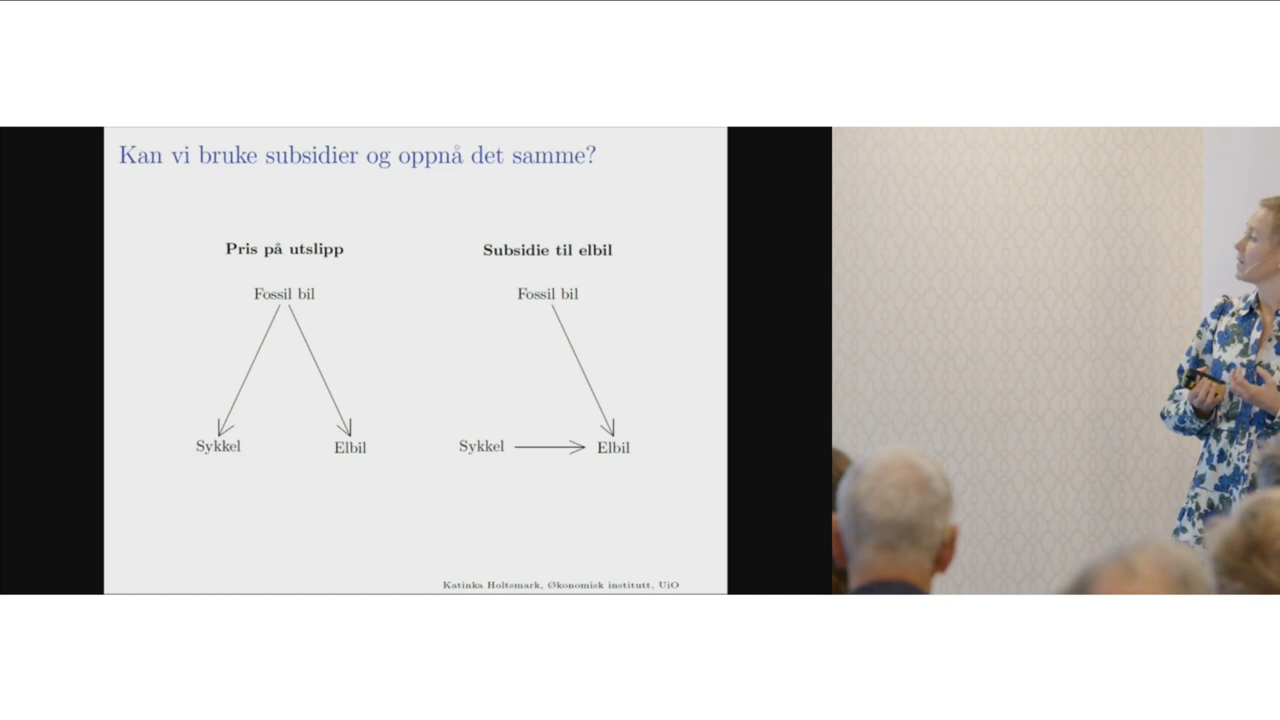 Kan vi bruke subsidier og oppnå det samme?
Pris på utslipp
Fossil bil
Sykkel
Elbil
Subsidie til elbil
Fossil bil
Sykkel
Elbil
Katinka Holtsmark, Økonomisk institutt, UiO